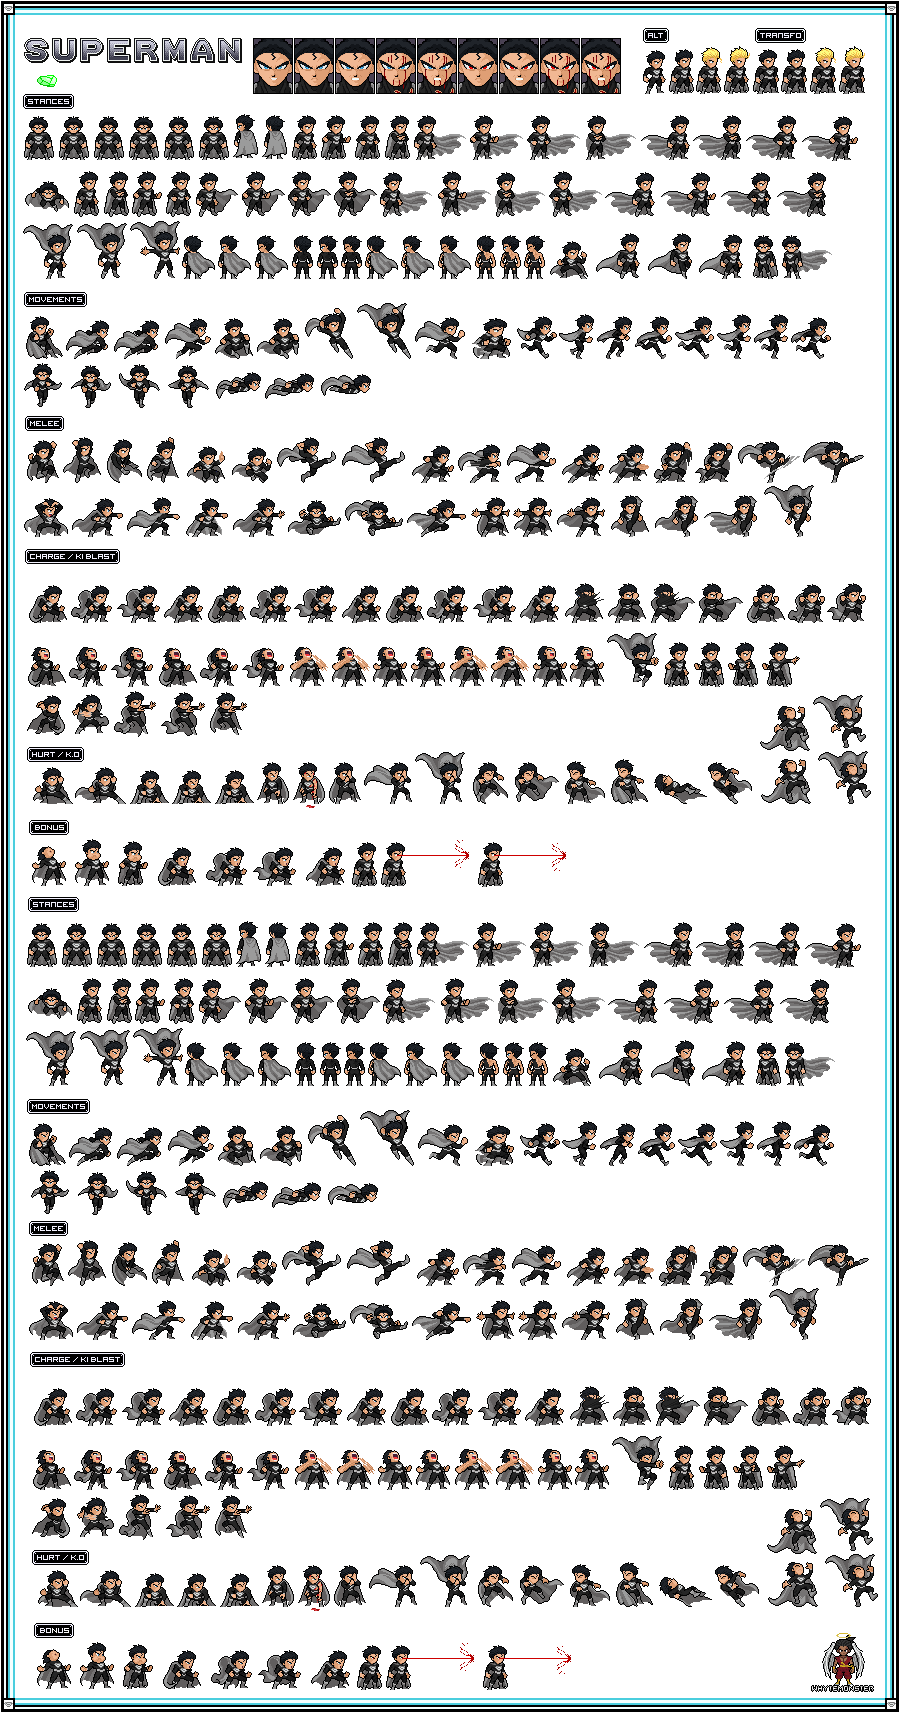 SUPERMAN
ALT
TRANSFO
STANCES
MOVEMENTS
MELEE
CHARGE / KI BLAST
HURT / K.O
BONUS
STANCES
MOVEMENTS
MELEE
CHARGE / KI BLAST
HURT / K.O
BONUS